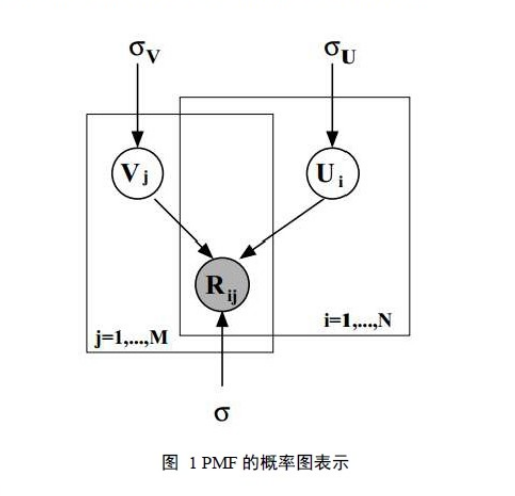 σV σU
Vj Ui
Rij
i=1,...,N
j=1,...,M
σ
图 1 PMF 的概率图表示